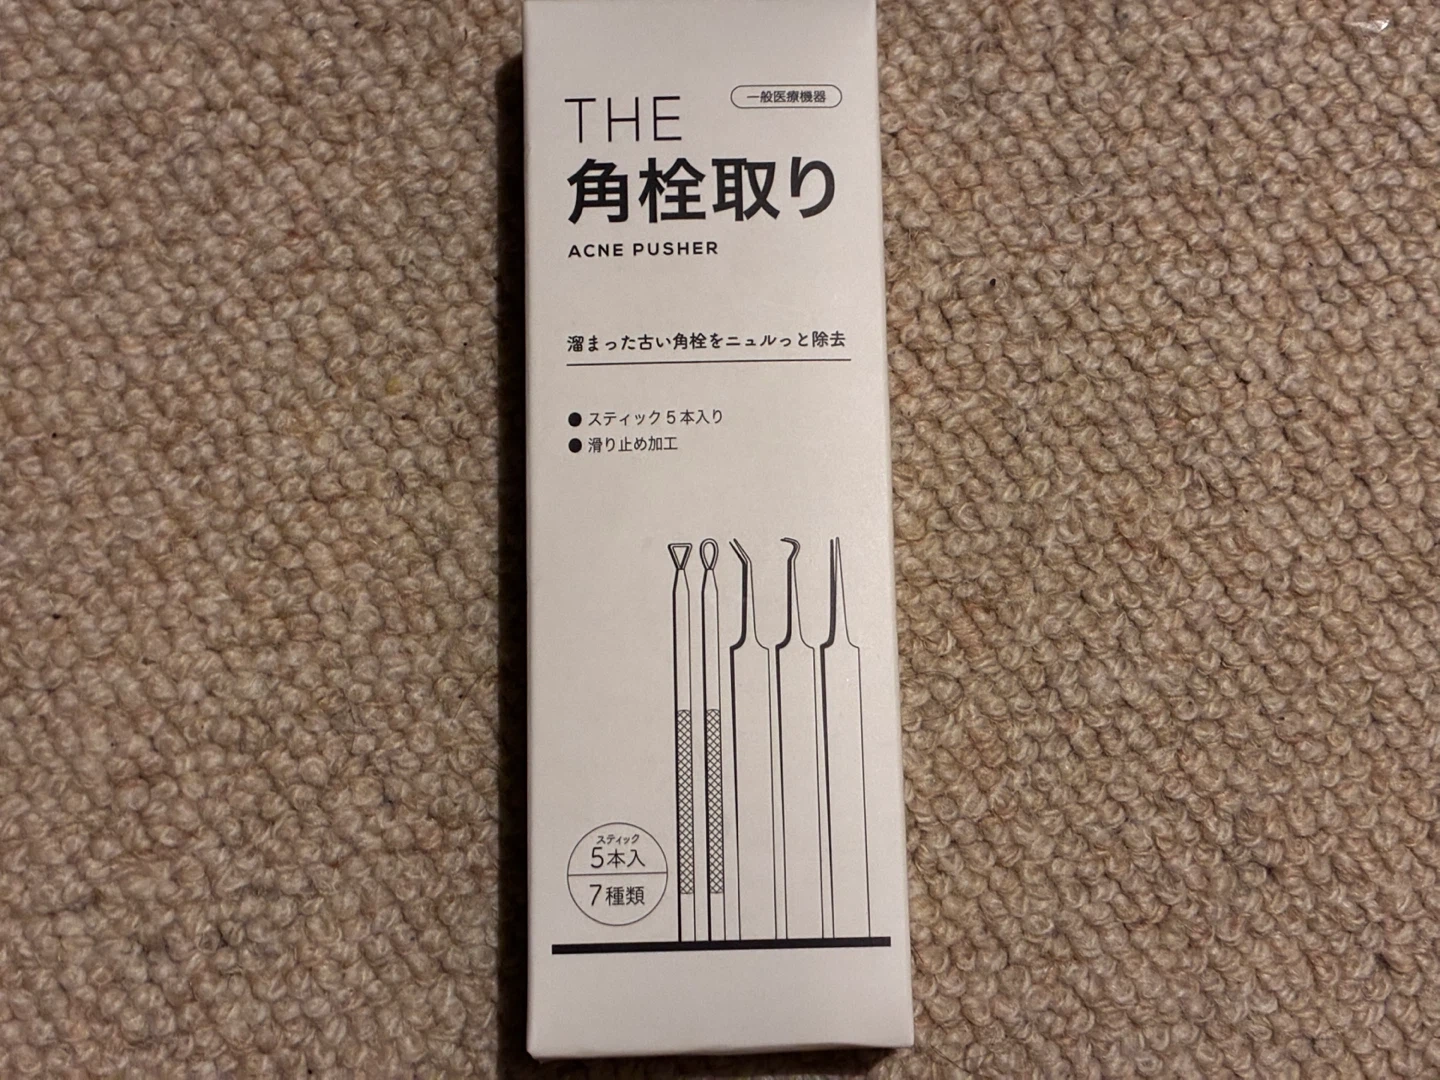 一般医療機器
THE
角栓取り
ACNE PUSHER
溜まった古い角栓をニュルっと除去
● スティック5本入り
● 滑り止め加工
スティック
5本入
7種類